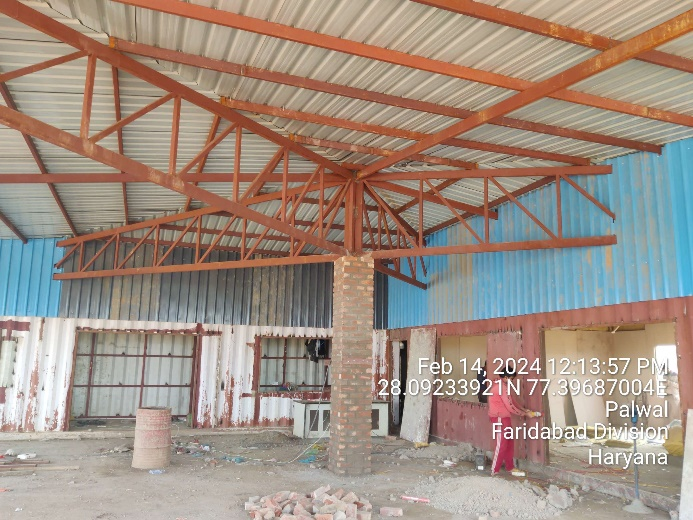 Feb 14, 2024 12:13:57 PM
28.09233921N 77.39687004E
Palwal
Faridabad Division
Haryana